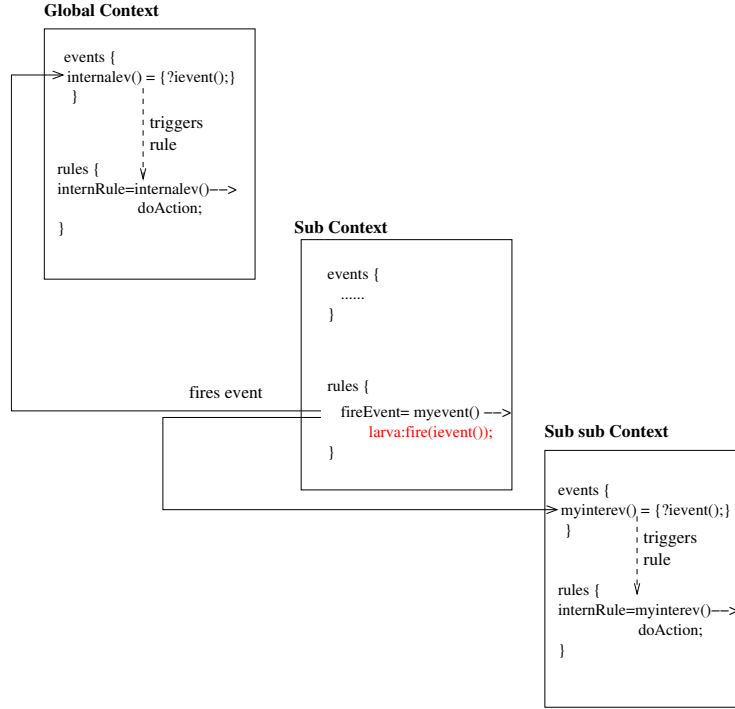 Global Context
events {
internalev() = {?ievent();}
}
triggers
rule
rules {
internRule=internalev()-->
doAction;
}
Sub Context
events {
......
}
fires event
rules {
fireEvent= myevent() -->
larva:fire(ievent());
}
Sub sub Context
events {
myinterev() = {?ievent();}
}
triggers
rule
rules {
internRule=myinterev()-->
doAction;
}